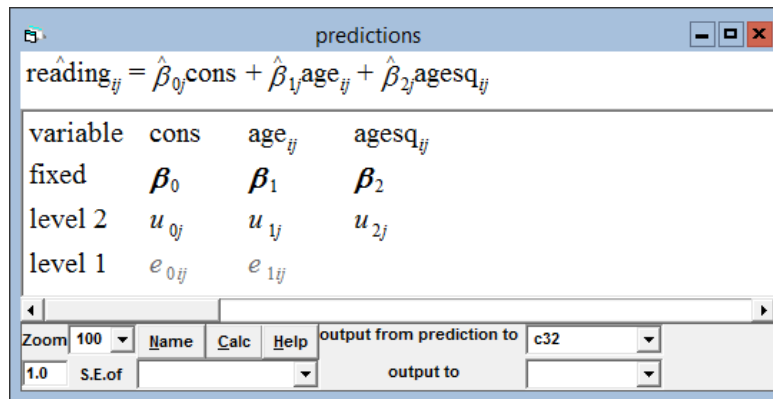 predictions
reâding_ij = β̂_0j cons + β̂_1j age_ij + β̂_2j agesq_ij
variable cons age_ij agesq_ij
fixed β_0 β_1 β_2
level 2 u_0j u_1j u_2j
level 1 e_0ij e_1ij
Zoom 100 Name Calc Help output from prediction to c32
1.0 S.E.of output to